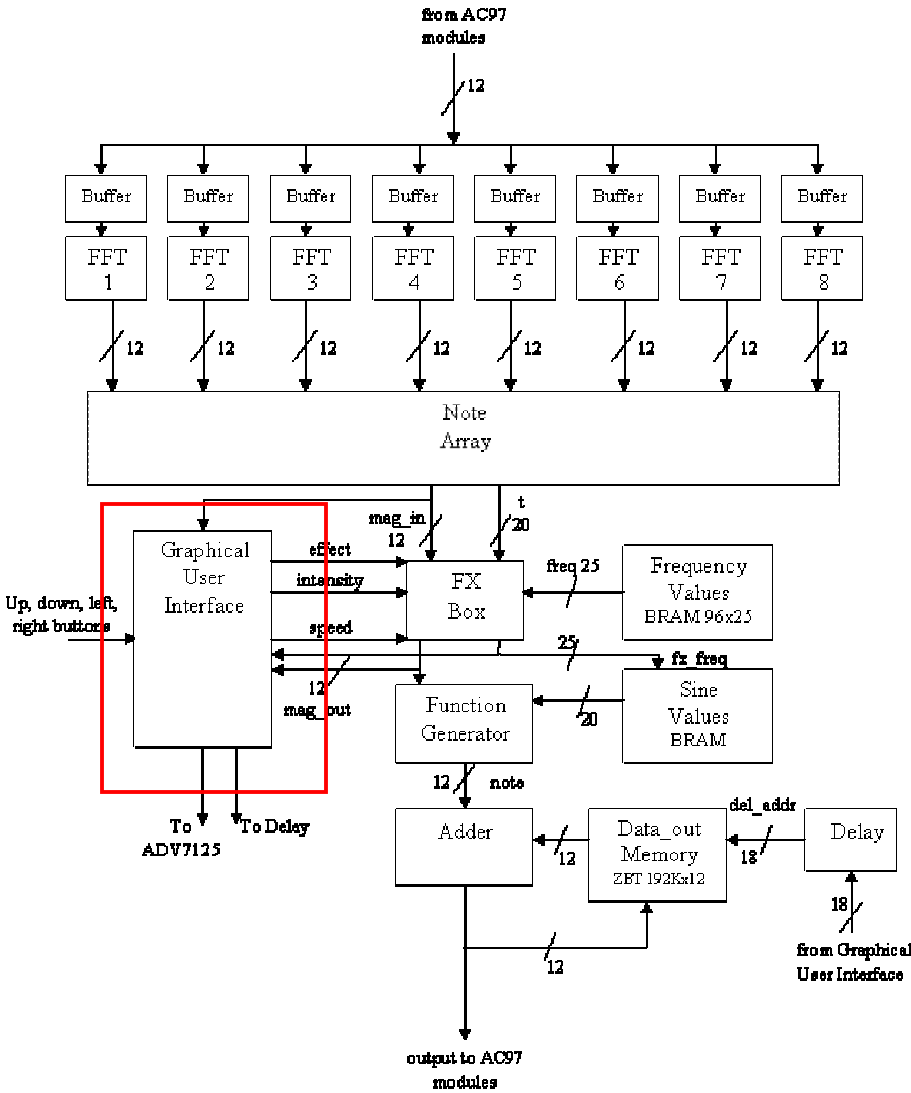 from AC97
modules
12
Buffer Buffer Buffer Buffer Buffer Buffer Buffer Buffer
FFT FFT FFT FFT FFT FFT FFT FFT
1 2 3 4 5 6 7 8
12 12 12 12 12 12 12 12
Note
Array
t
mag_in 20
12
Graphical
User
Interface
effect
intensity
speed
Up, down, left,
right buttons
FX
Box
freq 25
Frequency
Values
BRAM 96x25
25
fx_freq
12
mag_out
Function
Generator
20
Sine
Values
BRAM
12 note
To
ADV7125
To Delay
Adder
12
Data_out
Memory
ZBT 192Kx12
del_addr
18
Delay
18
from Graphical
User Interface
12
output to AC97
modules